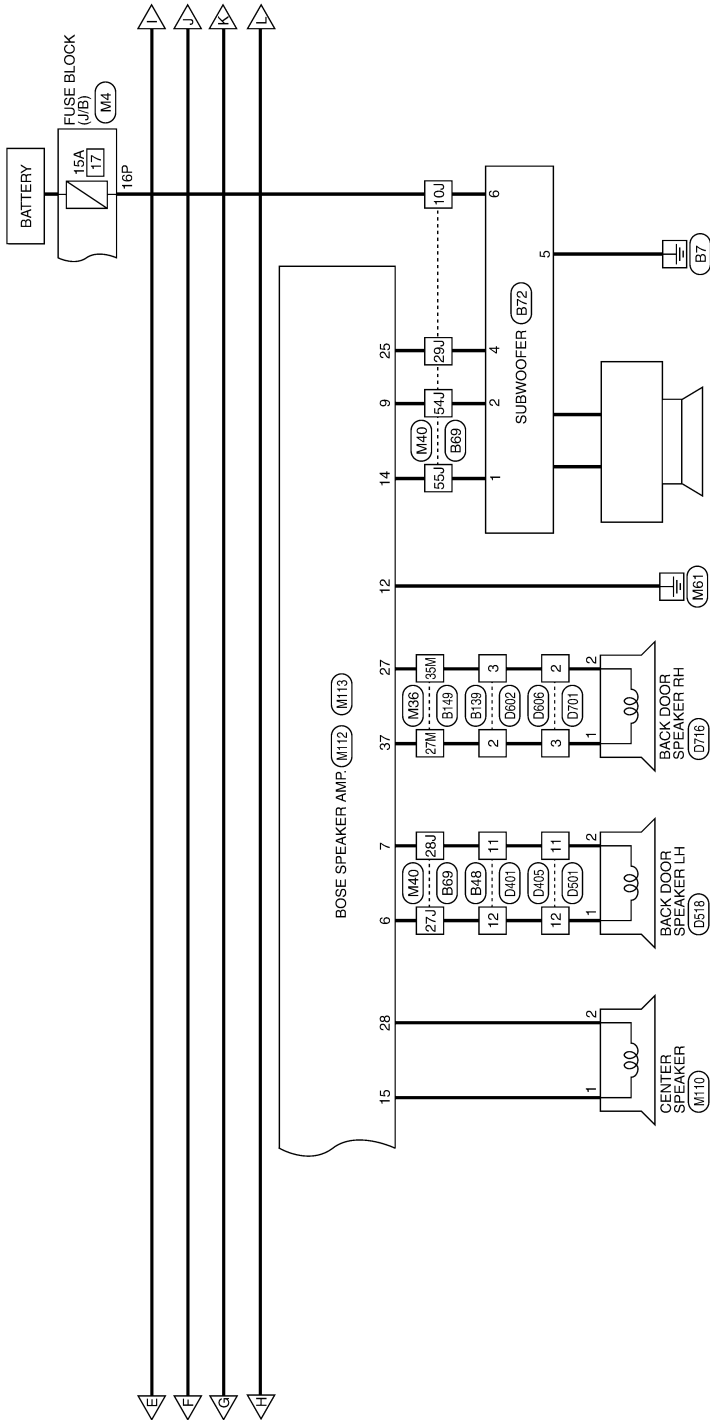 BATTERY
FUSE BLOCK
(J/B)
M4
15A
17
16P
I
J
K
L
E
F
G
H
BOSE SPEAKER AMP.
M112
M113
15
28
6
7
37
27
12
14
9
25
27J
M40
28J
B69
12
B48
11
D401
12
D405
11
D501
27M
M36
35M
B149
2
B139
3
D602
3
D606
2
D701
55J
M40
54J
29J
10J
B69
1
2
4
6
SUBWOOFER
B72
5
B7
M61
1
2
CENTER
SPEAKER
M110
1
2
BACK DOOR
SPEAKER LH
D518
1
2
BACK DOOR
SPEAKER RH
D716